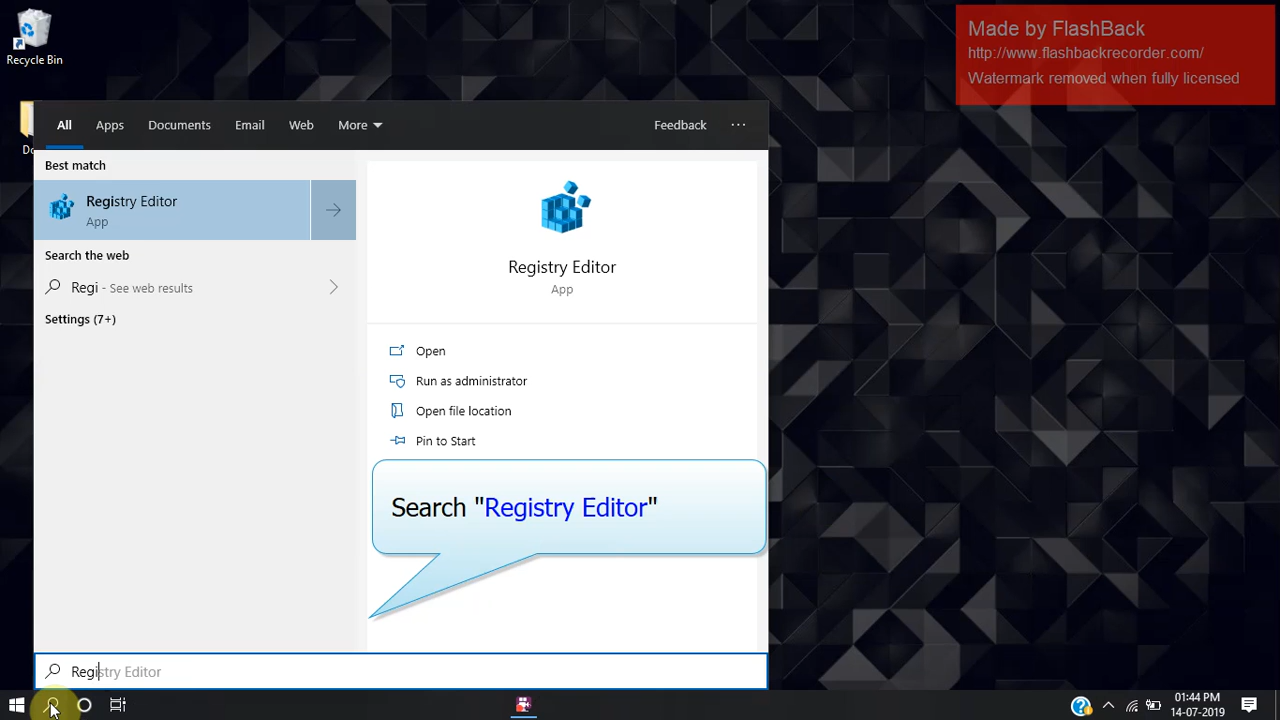 Made by FlashBack
http://www.flashbackrecorder.com/
Watermark removed when fully licensed
Recycle Bin
All Apps Documents Email Web More Feedback ...
Best match
Registry Editor
App
Search the web
Regi - See web results
Settings (7+)
Registry Editor
App
Open
Run as administrator
Open file location
Pin to Start
Search "Registry Editor"
Registry Editor
01:44 PM
14-07-2019